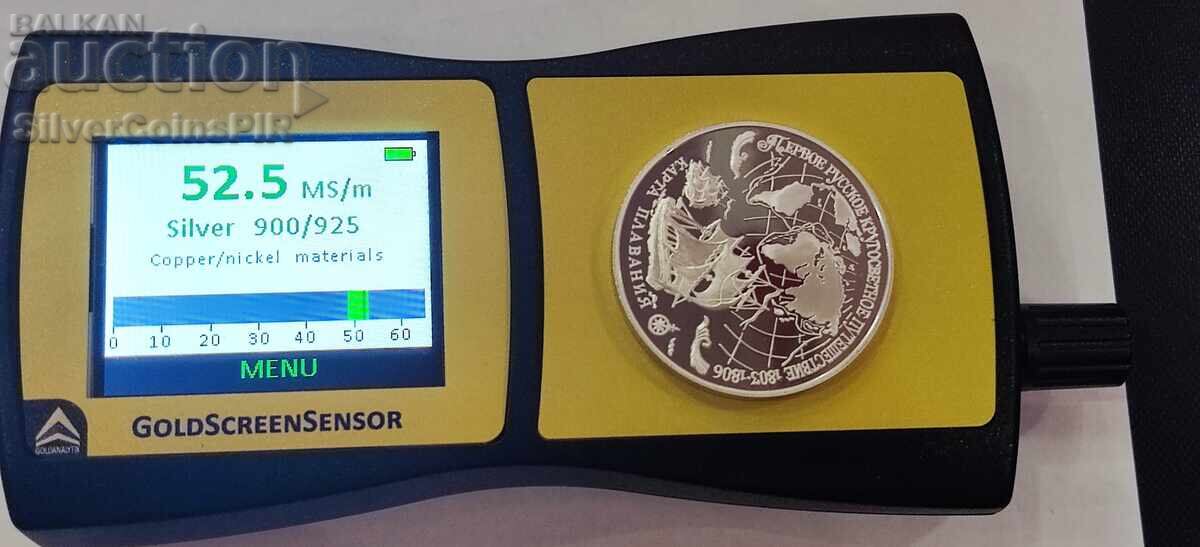 BALKAN
auction
SilverCoinsPIR
52.5 MS/m
Silver 900/925
Copper/nickel materials
0 10 20 30 40 50 60
MENU
GOLDSCREENSENSOR
GOLDANALYTIX
ПЕРВОЕ РУССКОЕ КРУГОСВЕТНОЕ ПУТЕШЕСТВИЕ 1803-1806
КАРТА ПЛАВАНИЯ